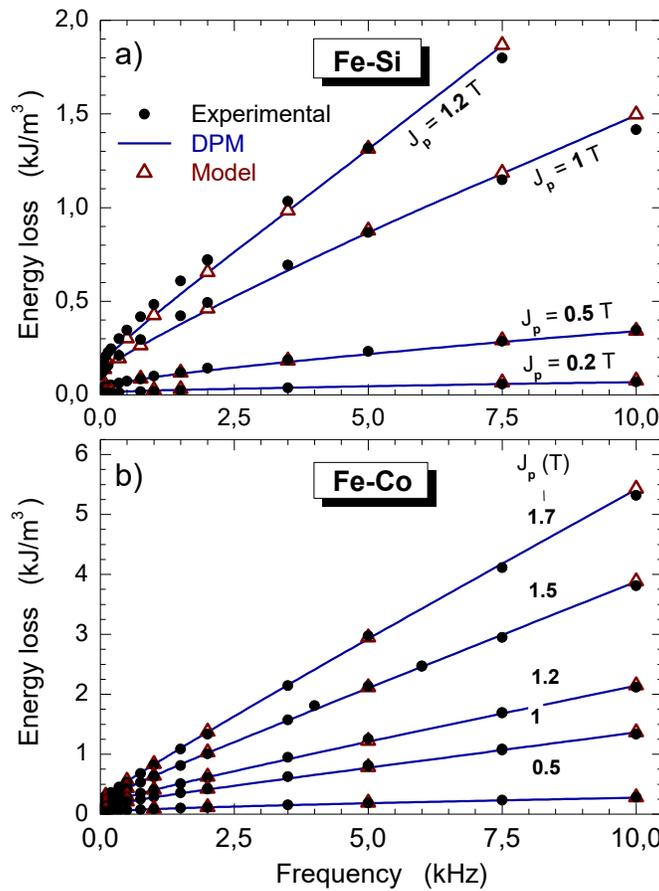 2,0
a)
Fe-Si
Experimental
DPM
Model
J_p = 1.2 T
J_p = 1 T
J_p = 0.5 T
J_p = 0.2 T
1,5
1,0
0,5
0,0
Energy loss (kJ/m³)
0,0 2,5 5,0 7,5 10,0
b)
Fe-Co
J_p (T)
1.7
1.5
1.2
1
0.5
6
5
4
3
2
1
0
Energy loss (kJ/m³)
0,0 2,5 5,0 7,5 10,0
Frequency (kHz)